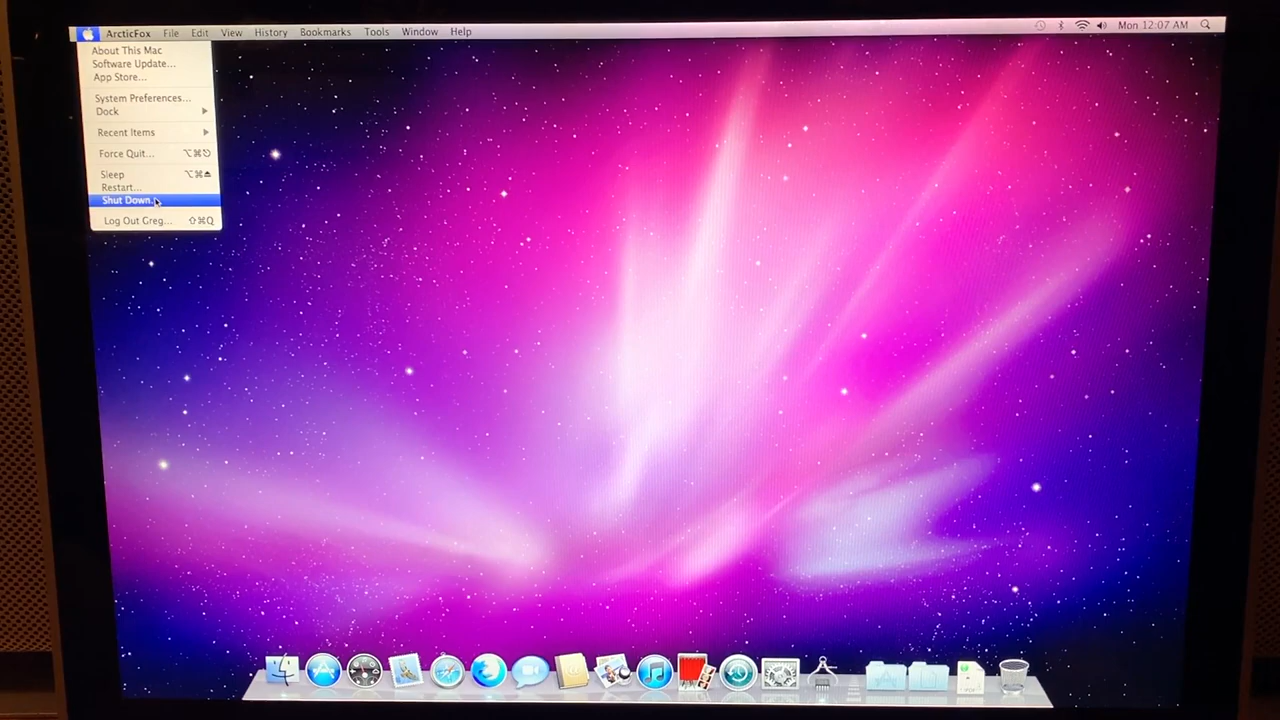 ArcticFox File Edit View History Bookmarks Tools Window Help Mon 12:07 AM
About This Mac
Software Update...
App Store...
System Preferences...
Dock
Recent Items
Force Quit... ⌥⌘⎋
Sleep ⌥⌘⏏
Restart...
Shut Down...
Log Out Greg... ⇧⌘Q